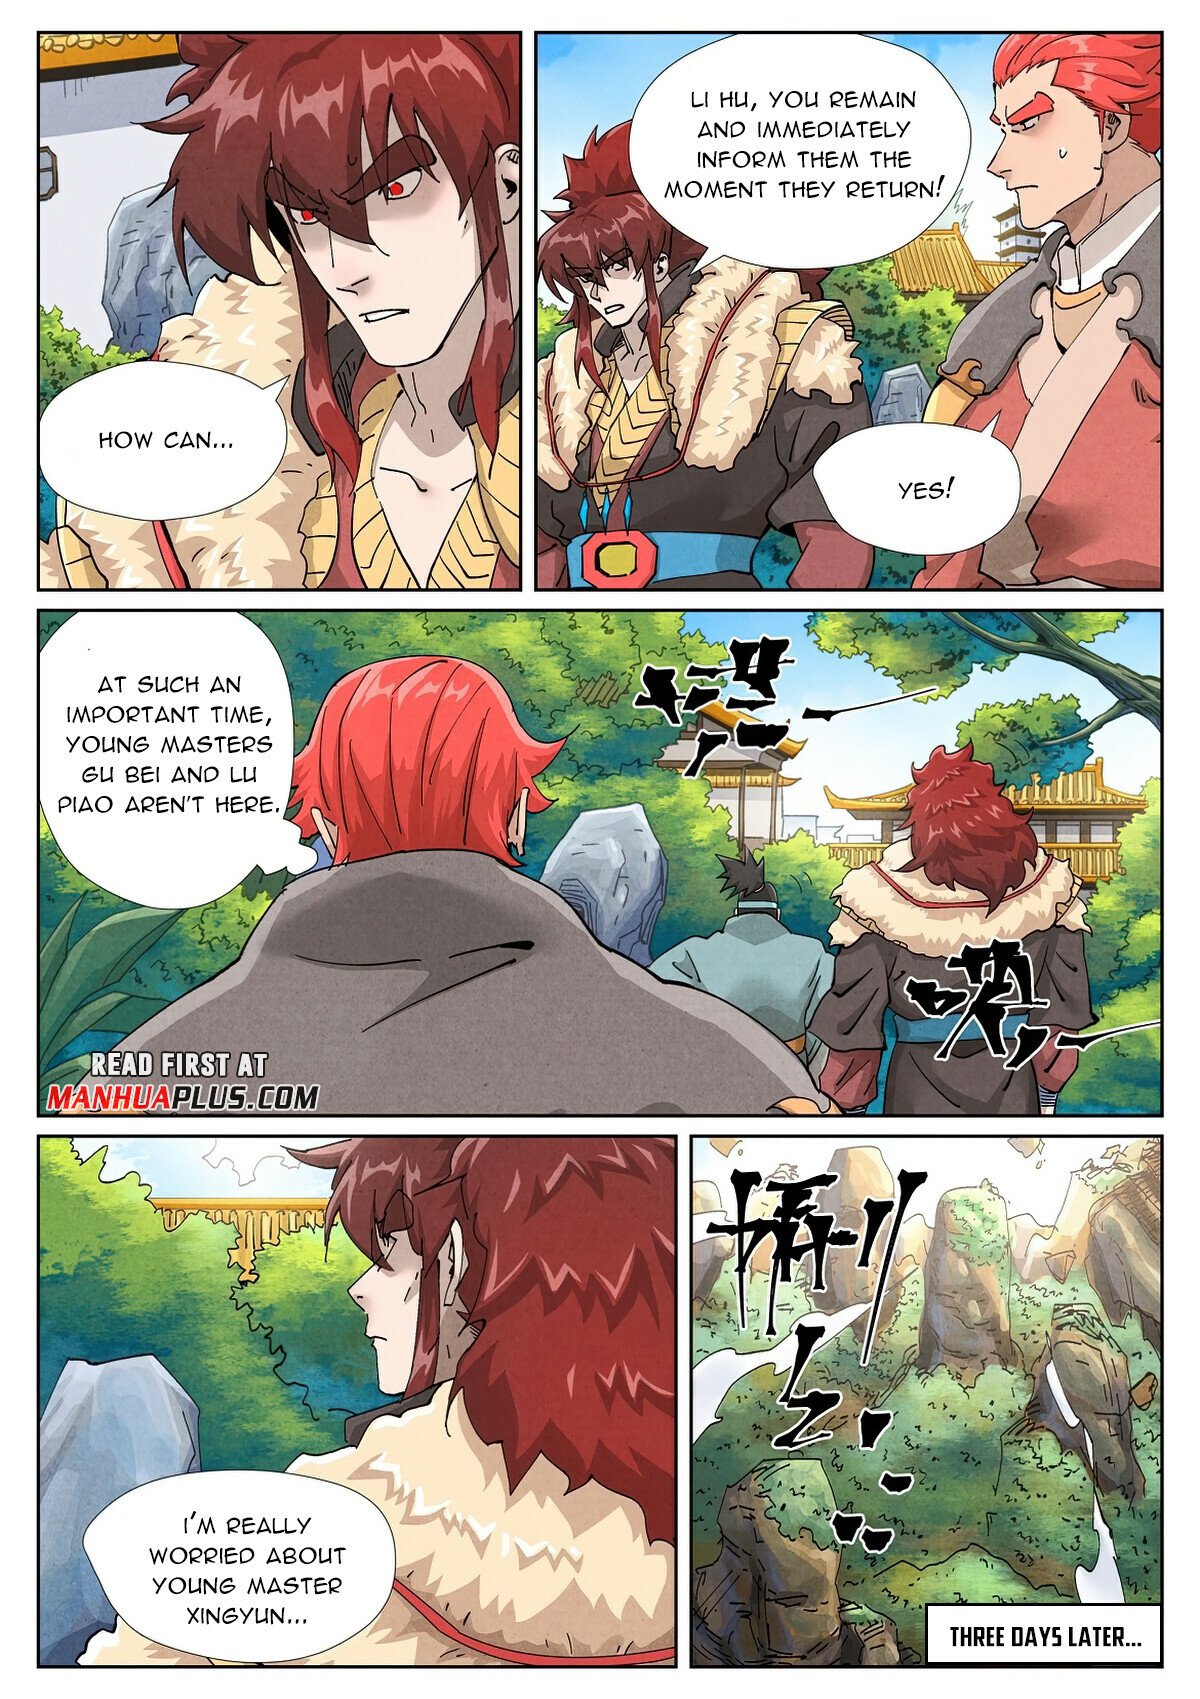 HOW CAN...
LI HU, YOU REMAIN
AND IMMEDIATELY
INFORM THEM THE
MOMENT THEY RETURN!
YES!
AT SUCH AN
IMPORTANT TIME,
YOUNG MASTERS
GU BEI AND LU
PIAO AREN'T HERE.
READ FIRST AT
MANHUAPLUS.COM
I'M REALLY
WORRIED ABOUT
YOUNG MASTER
XINGYUN...
THREE DAYS LATER...